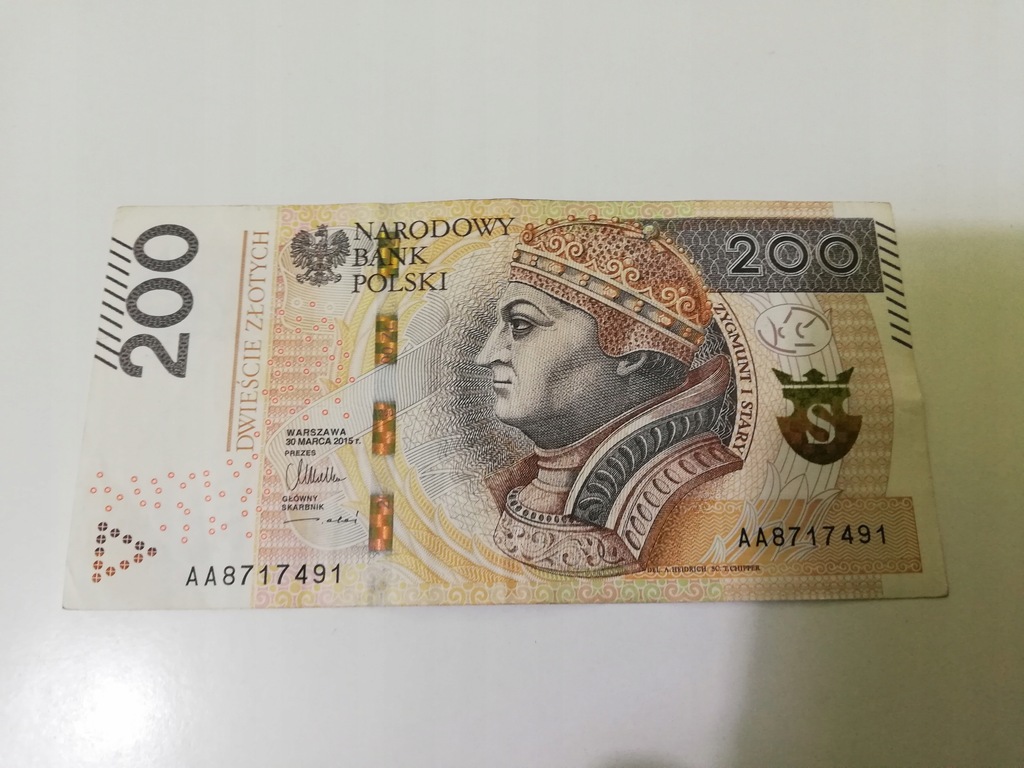 200
DWIEŚCIE ZŁOTYCH
NARODOWY
BANK
POLSKI
200
ZYGMUNT I STARY
S
WARSZAWA
30 MARCA 2015 r.
PREZES
GŁÓWNY
SKARBNIK
AA8717491
AA8717491
DEL. A. HEIDRICH, SC. T. CHIPPER